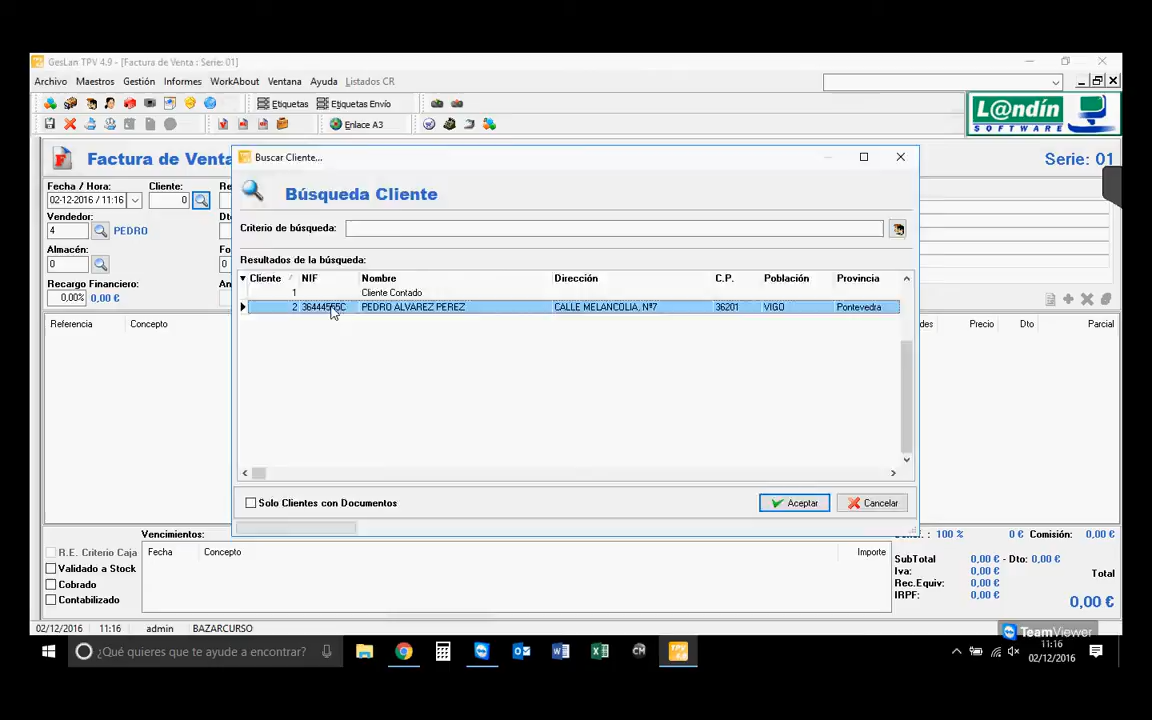 GesLan TPV 4.9 - [Factura de Venta : Serie: 01]
Archivo Maestros Gestión Informes WorkAbout Ventana Ayuda Listados CR
Etiquetas Etiquetas Envío
Enlace A3
L@ndín
SOFTWARE
Factura de Venta
Serie: 01
Buscar Cliente...
Búsqueda Cliente
Fecha / Hora: Cliente:
02-12-2016 / 11:16 0
Vendedor:
4 PEDRO
Almacén:
0 0
Recargo Financiero:
0,00% 0,00 €
Criterio de búsqueda:
Resultados de la búsqueda:
Cliente NIF Nombre Dirección C.P. Población Provincia
1 Cliente Contado
2 PEDRO ALVAREZ PEREZ CALLE MELANCOLIA, Nº7 36201 VIGO Pontevedra
Referencia Concepto Precio Dto Parcial
Solo Clientes con Documentos Aceptar Cancelar
Vencimientos: 100 % 0 € Comisión: 0,00 €
R.E. Criterio Caja Fecha Concepto Importe
Validado a Stock
Cobrado
Contabilizado
SubTotal 0,00 € - Dto: 0,00 €
Iva: 0,00 € Total
Rec.Equiv: 0,00 €
IRPF: 0,00 € 0,00 €
02/12/2016 11:16 admin BAZARCURSO
TeamViewer
¿Qué quieres que te ayude a encontrar?
TPV
11:16
02/12/2016